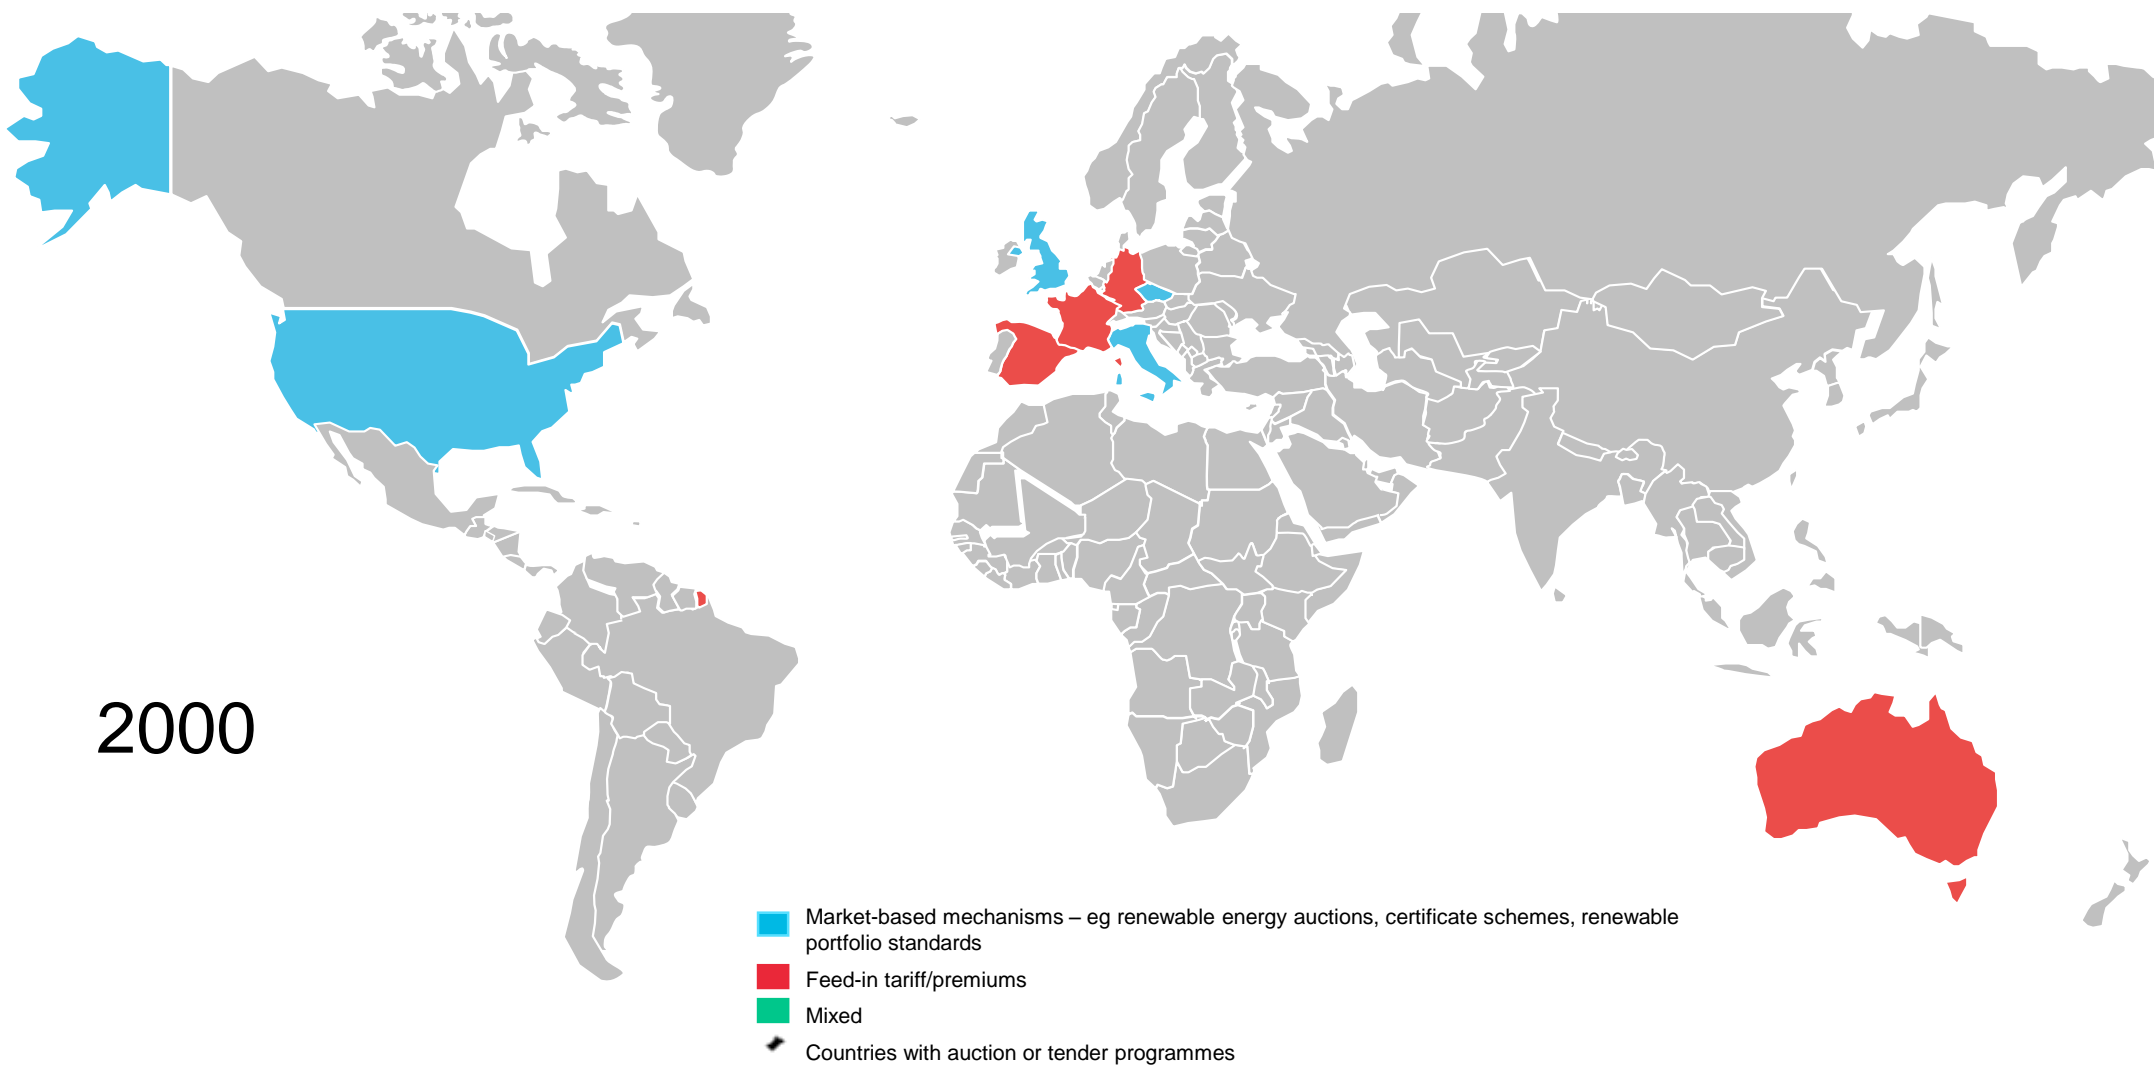 2000
Market-based mechanisms – eg renewable energy auctions, certificate schemes, renewable
portfolio standards
Feed-in tariff/premiums
Mixed
Countries with auction or tender programmes